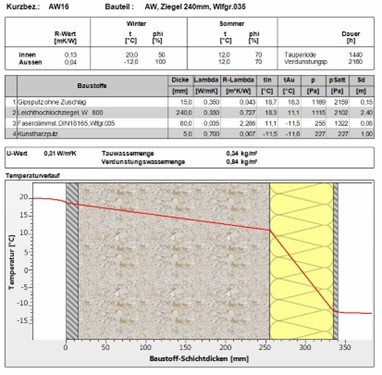 Kurzbez.: AW16 Bauteil : AW, Ziegel 240mm, Wlfgr.035
Winter Sommer
R-Wert t phi t phi Dauer
[m²K/W] [°C] [%] [°C] [%] [h]
Innen 0,13 20,0 50 12,0 70 Tauperiode 1440
Aussen 0,04 -12,0 100 12,0 70 Verdunstungsp 2160
Baustoffe Dicke Lambda R-Lambda tIn tAu p pSatt Sd
[mm] [W/mK] [m²K/W] [°C] [°C] [Pa] [Pa] [m]
1 Gipsputz ohne Zuschlag 15,0 0,350 0,043 18,7 18,3 1169 2159 0,15
2 Leichthochlochziegel, W 800 240,0 0,330 0,727 18,3 11,1 1115 2102 2,40
3 Faserdämmst. DIN18165, Wlfgr.035 80,0 0,035 2,286 11,1 -11,5 255 1322 0,08
4 Kunstharzputz 5,0 0,700 0,007 -11,5 -11,6 227 227 1,00
U-Wert 0,31 W/m²K Tauwassermenge 0,34 kg/m²
Verdunstungswassermenge 0,84 kg/m²
Temperaturverlauf
Temperatur [°C]
20
15
10
5
0
-5
-10
-15
0 50 100 150 200 250 300 350
Baustoff-Schichtdicken [mm]